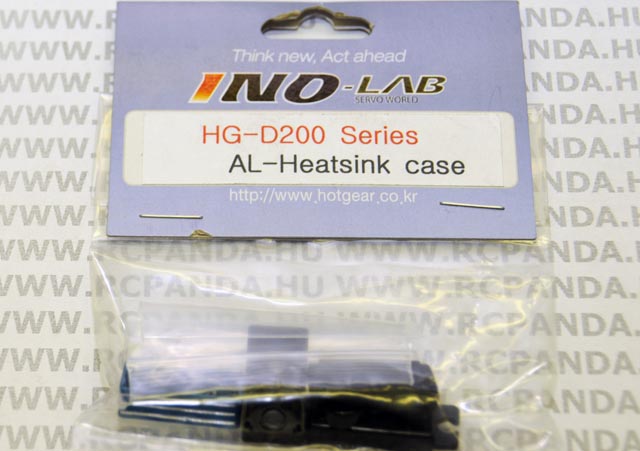 Think new, Act ahead
INO-LAB
SERVO WORLD
HG-D200 Series
AL-Heatsink case
http://www.hotgear.co.kr
WWW.RCPANDA.HU